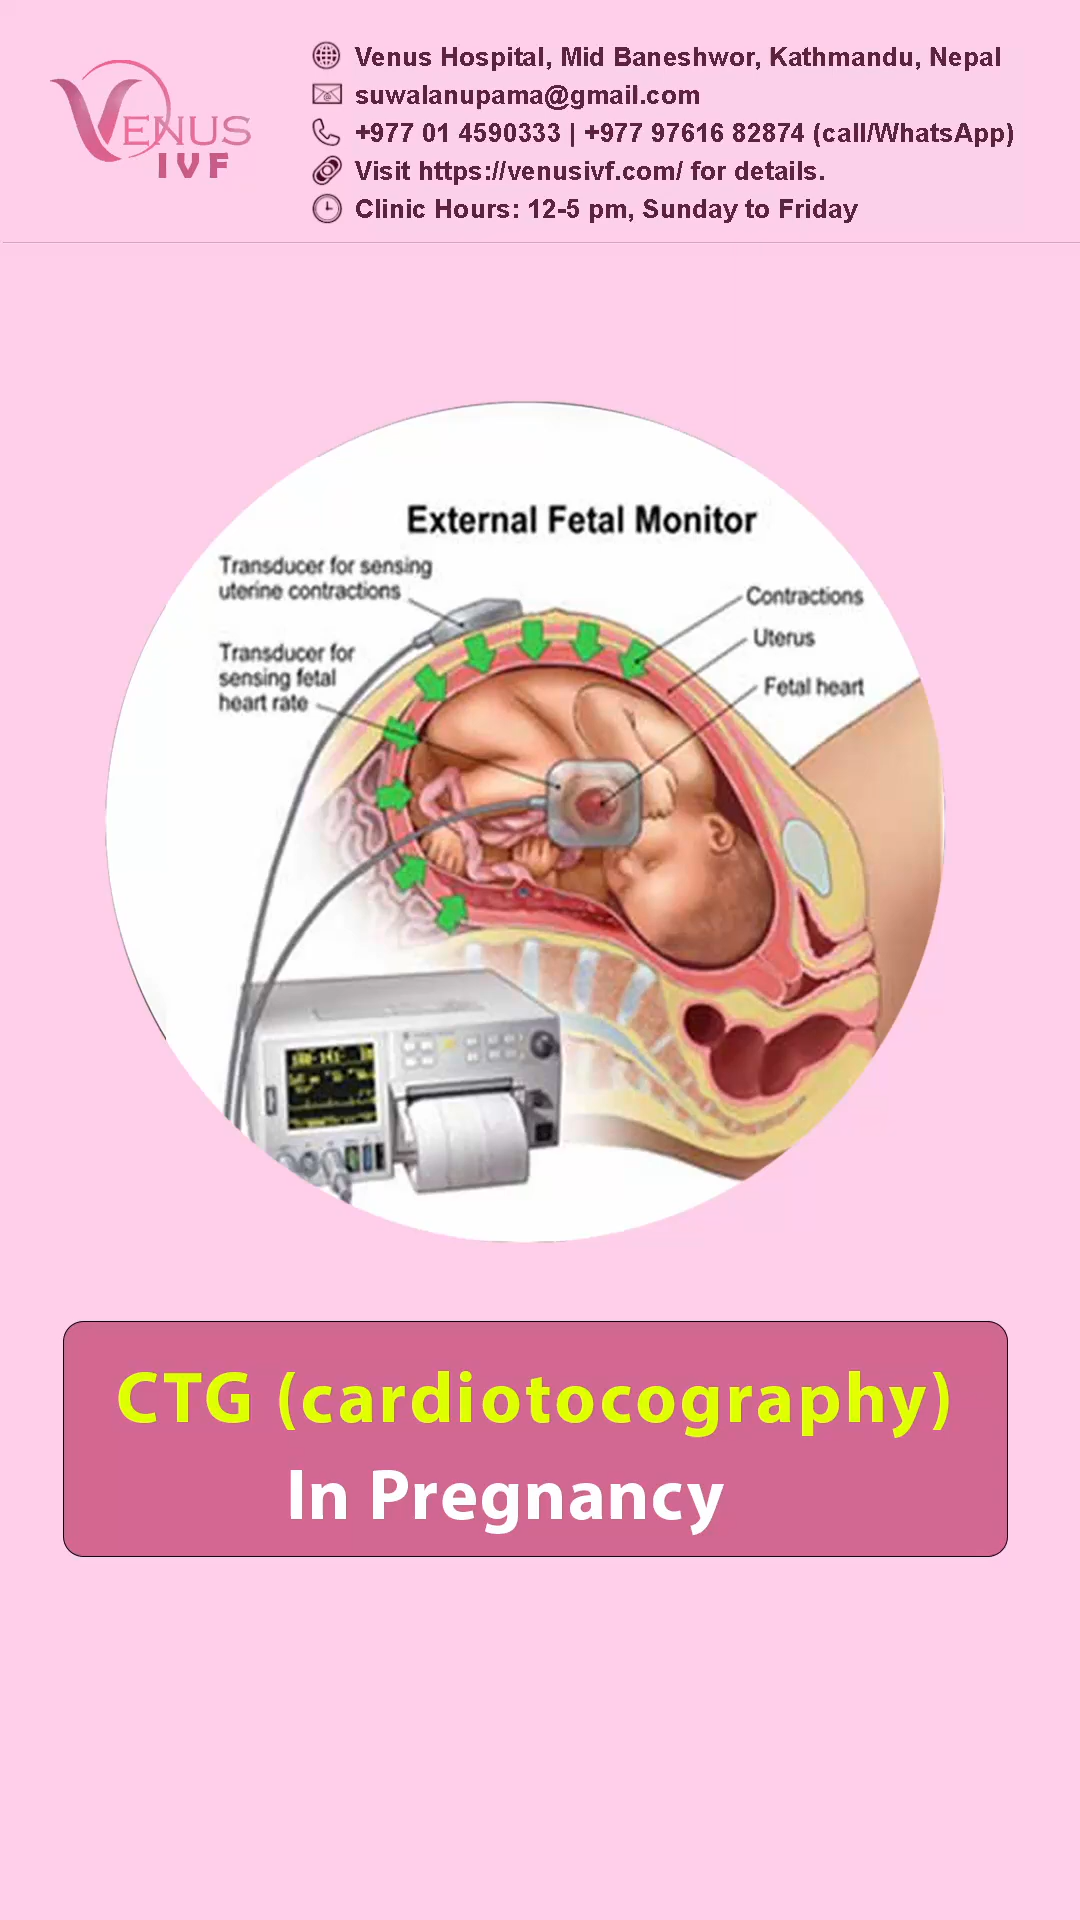 VENUS
IVF
Venus Hospital, Mid Baneshwor, Kathmandu, Nepal
suwalanupama@gmail.com
+977 01 4590333 | +977 97616 82874 (call/WhatsApp)
Visit https://venusivf.com/ for details.
Clinic Hours: 12-5 pm, Sunday to Friday
External Fetal Monitor
Transducer for sensing
uterine contractions
Transducer for
sensing fetal
heart rate
Contractions
Uterus
Fetal heart
CTG (cardiotocography)
In Pregnancy